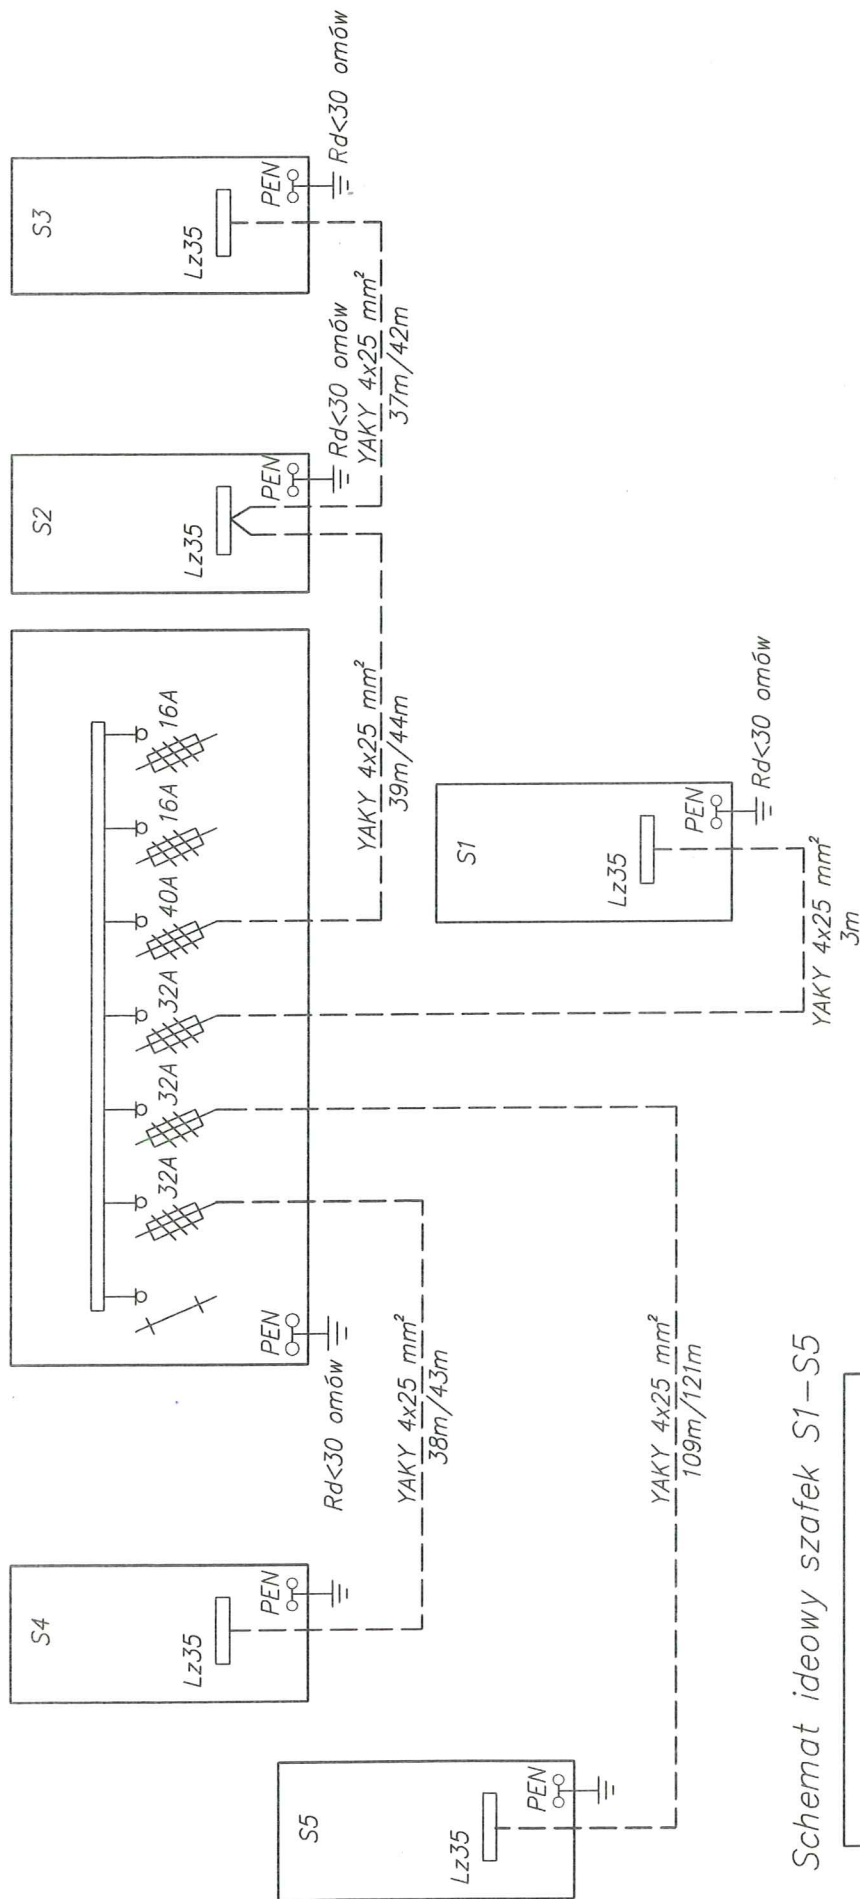 S5
Lz35
PEN
S4
Lz35
PEN
Rd<30 omów
PEN
32A
32A
32A
40A
16A
16A
S2
Lz35
PEN
Rd<30 omów
S3
Lz35
PEN
Rd<30 omów
YAKY 4x25 mm²
38m/43m
YAKY 4x25 mm²
109m/121m
YAKY 4x25 mm²
39m/44m
YAKY 4x25 mm²
37m/42m
S1
Lz35
PEN
Rd<30 omów
YAKY 4x25 mm²
3m
Schemat ideowy szafek S1-S5